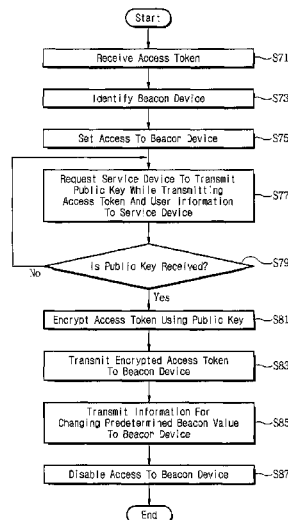 Start
Receive Access Token
S71
Identify Beacon Device
S73
Set Access To Beacon Device
S75
Request Service Device To Transmit
Public Key While Transmitting
Access Token And User Information
To Service Device
S77
Is Public Key Received?
S79
No
Yes
Encrypt Access Token Using Public Key
S81
Transmit Encrypted Access Token
To Beacon Device
S83
Transmit Information For
Changing Predetermined Beacon Value
To Beacon Device
S85
Disable Access To Beacon Device
S87
End